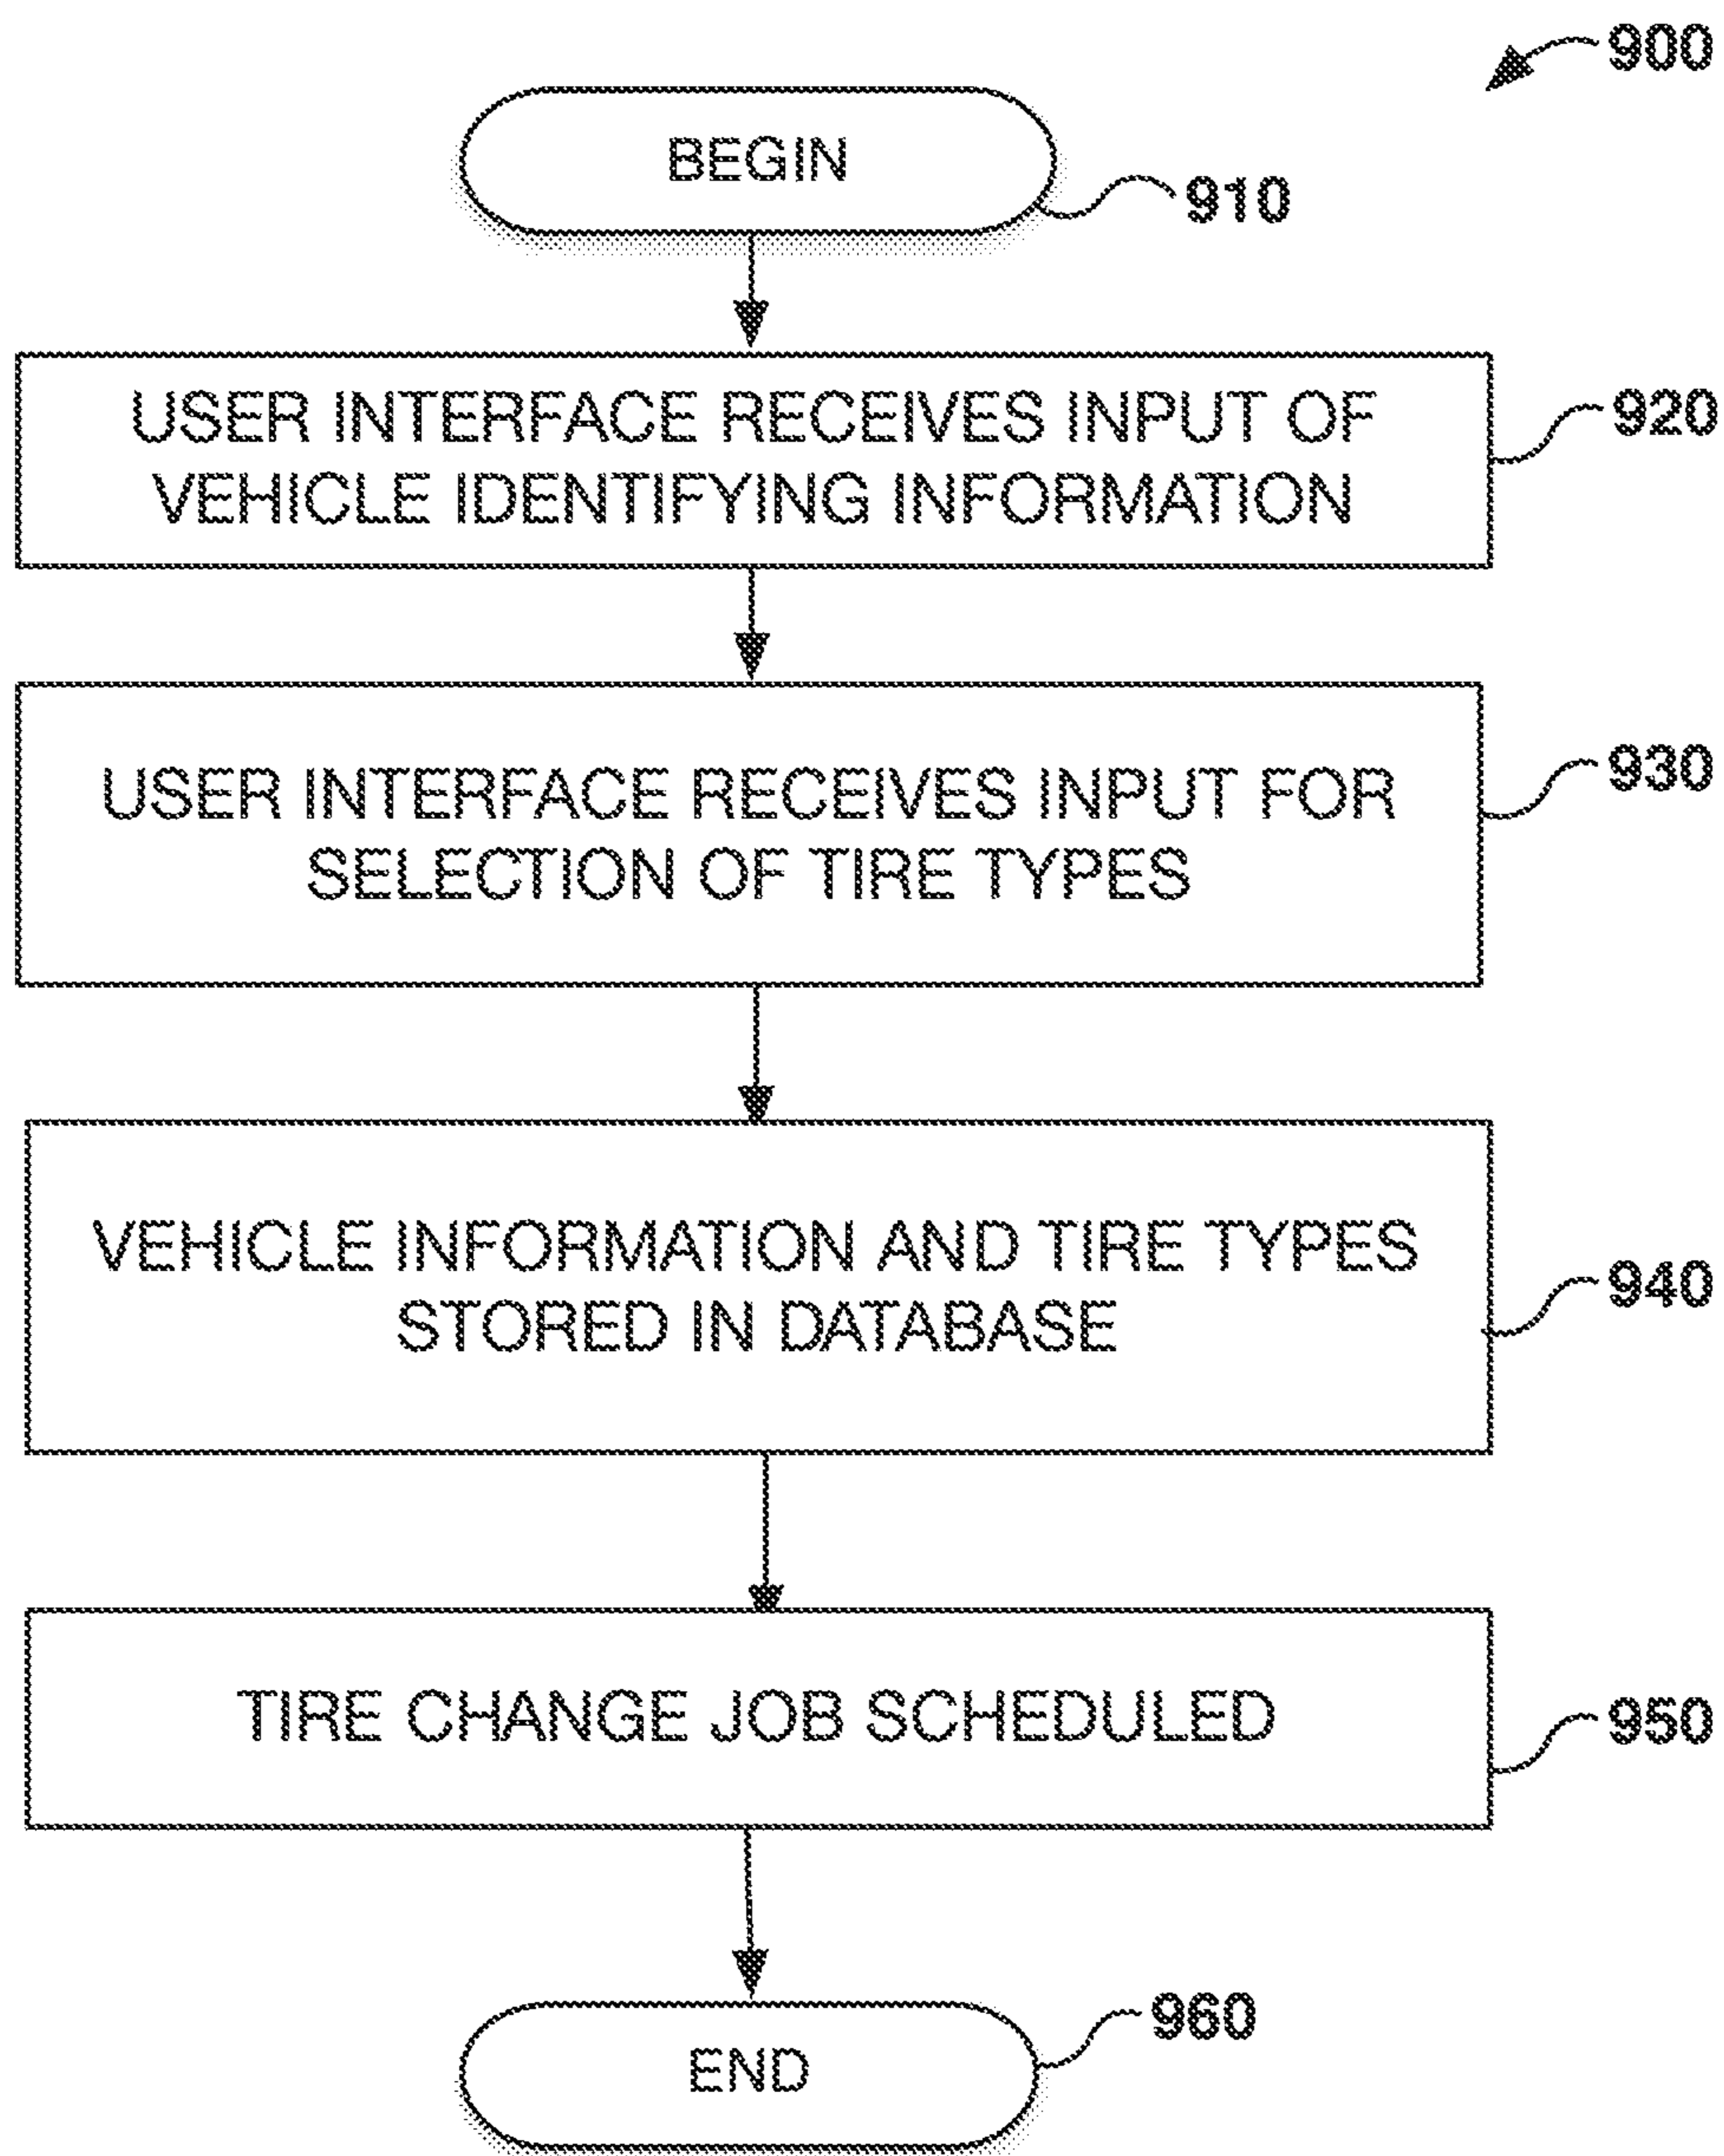 900
BEGIN
910
USER INTERFACE RECEIVES INPUT OF
VEHICLE IDENTIFYING INFORMATION
920
USER INTERFACE RECEIVES INPUT FOR
SELECTION OF TIRE TYPES
930
VEHICLE INFORMATION AND TIRE TYPES
STORED IN DATABASE
940
TIRE CHANGE JOB SCHEDULED
950
END
960